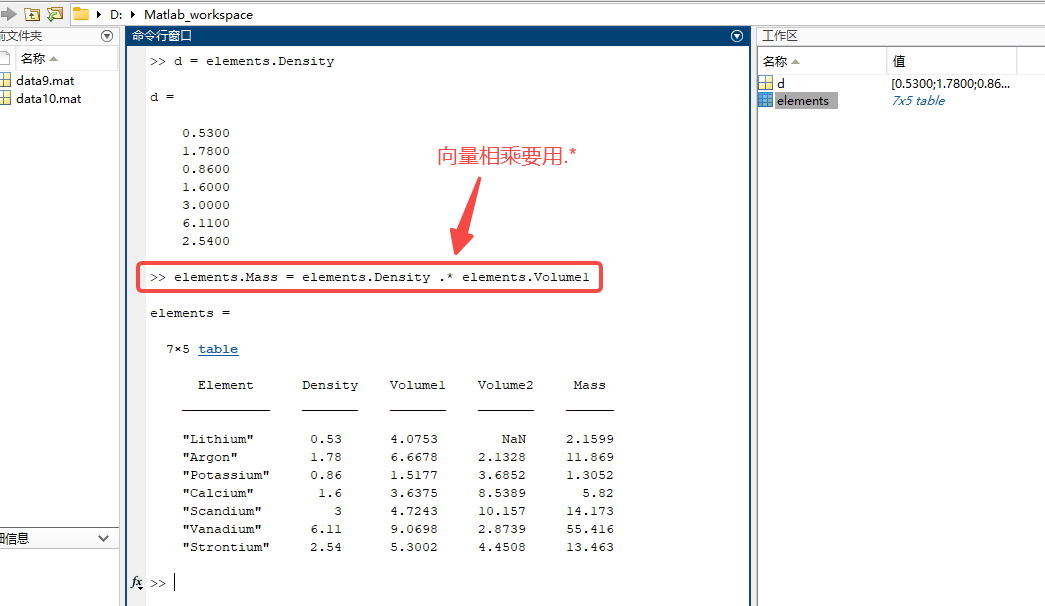 D: Matlab_workspace
前文件夹
名称
data9.mat
data10.mat
细信息
命令行窗口
>> d = elements.Density
d =
0.5300
1.7800
0.8600
1.6000
3.0000
6.1100
2.5400
向量相乘要用.*
>> elements.Mass = elements.Density .* elements.Volume1
elements =
7×5 table
Element Density Volume1 Volume2 Mass
"Lithium" 0.53 4.0753 NaN 2.1599
"Argon" 1.78 6.6678 2.1328 11.869
"Potassium" 0.86 1.5177 3.6852 1.3052
"Calcium" 1.6 3.6375 8.5389 5.82
"Scandium" 3 4.7243 10.157 14.173
"Vanadium" 6.11 9.0698 2.8739 55.416
"Strontium" 2.54 5.3002 4.4508 13.463
fx >>
工作区
名称 值
d [0.5300;1.7800;0.86...
elements 7x5 table